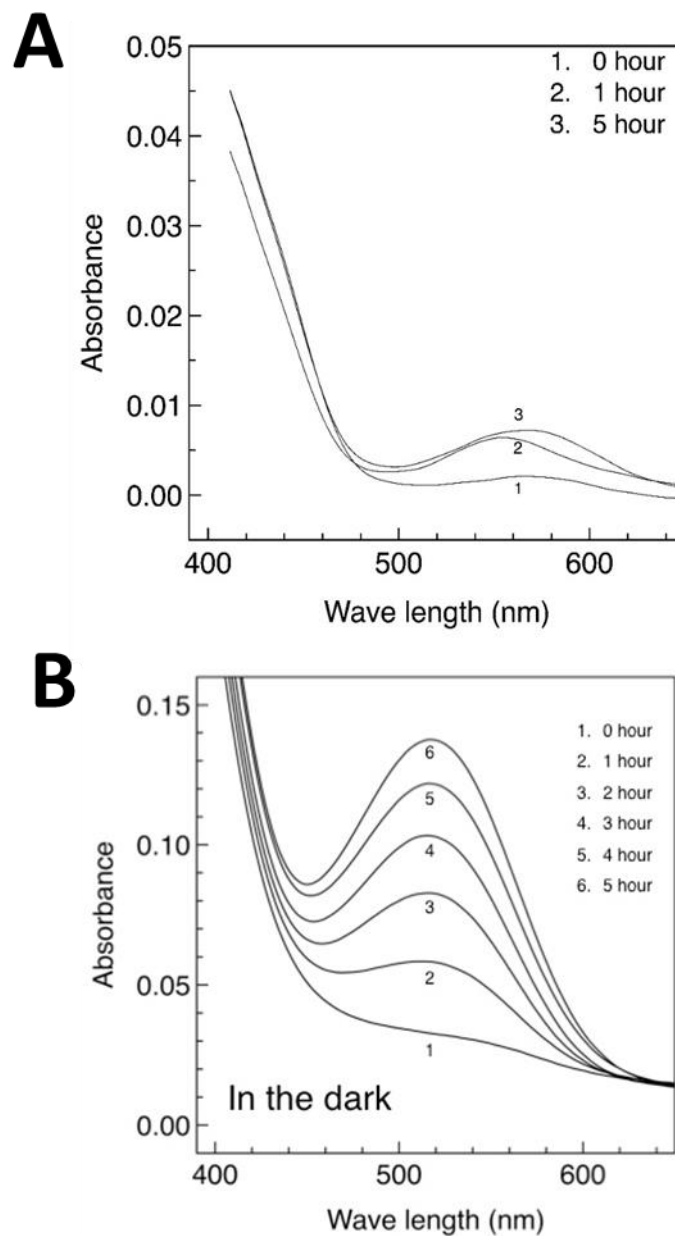 A
0.05
0.04
0.03
0.02
0.01
0.00
Absorbance
1. 0 hour
2. 1 hour
3. 5 hour
3
2
1
400 500 600
Wave length (nm)
B
0.15
0.10
0.05
0.00
Absorbance
1. 0 hour
2. 1 hour
3. 2 hour
4. 3 hour
5. 4 hour
6. 5 hour
6
5
4
3
2
1
In the dark
400 500 600
Wave length (nm)